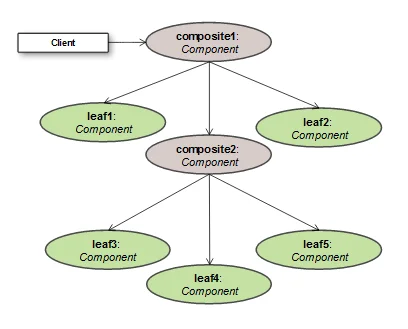 Client
composite1:
Component
leaf1:
Component
leaf2:
Component
composite2:
Component
leaf3:
Component
leaf4:
Component
leaf5:
Component